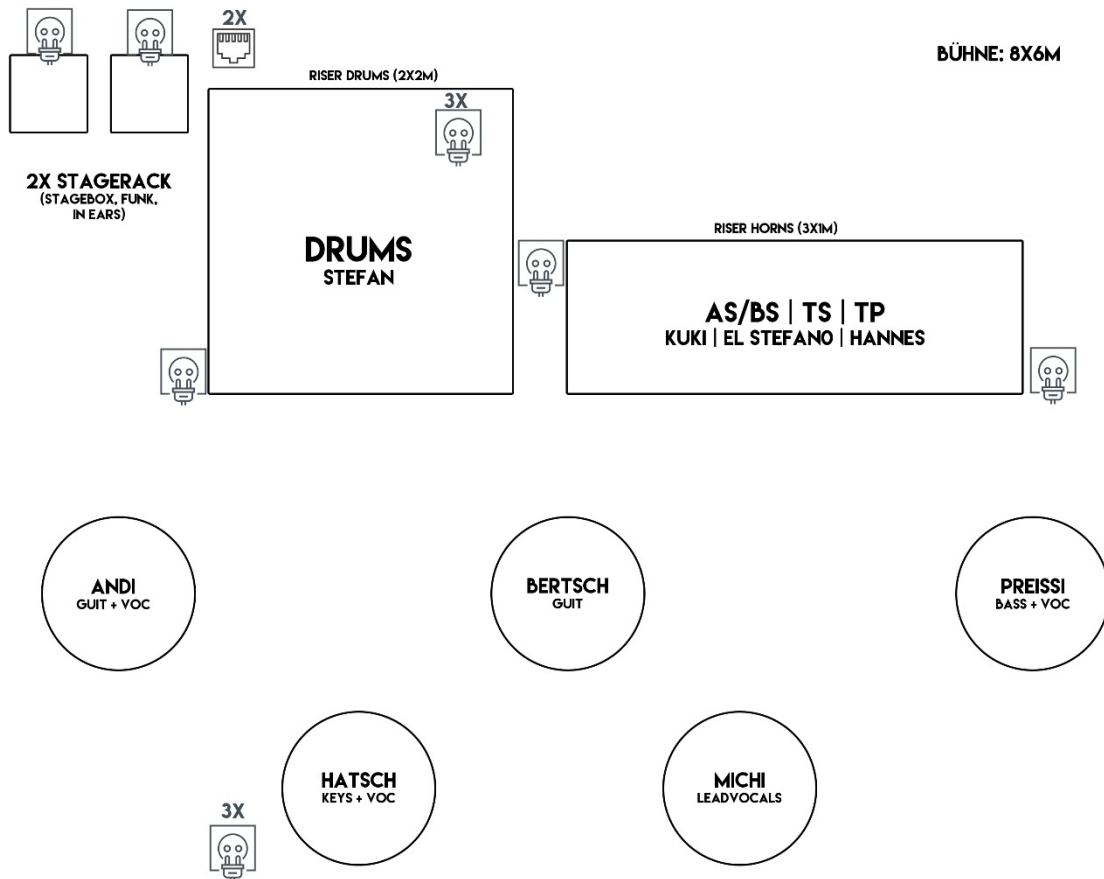 2X
BÜHNE: 8X6M
RISER DRUMS (2X2M)
3X
2X STAGERACK
(STAGEBOX, FUNK,
IN EARS)
DRUMS
STEFAN
RISER HORNS (3X1M)
AS/BS | TS | TP
KUKI | EL STEFANO | HANNES
ANDI
GUIT + VOC
BERTSCH
GUIT
PREISSI
BASS + VOC
HATSCH
KEYS + VOC
MICHI
LEADVOCALS
3X